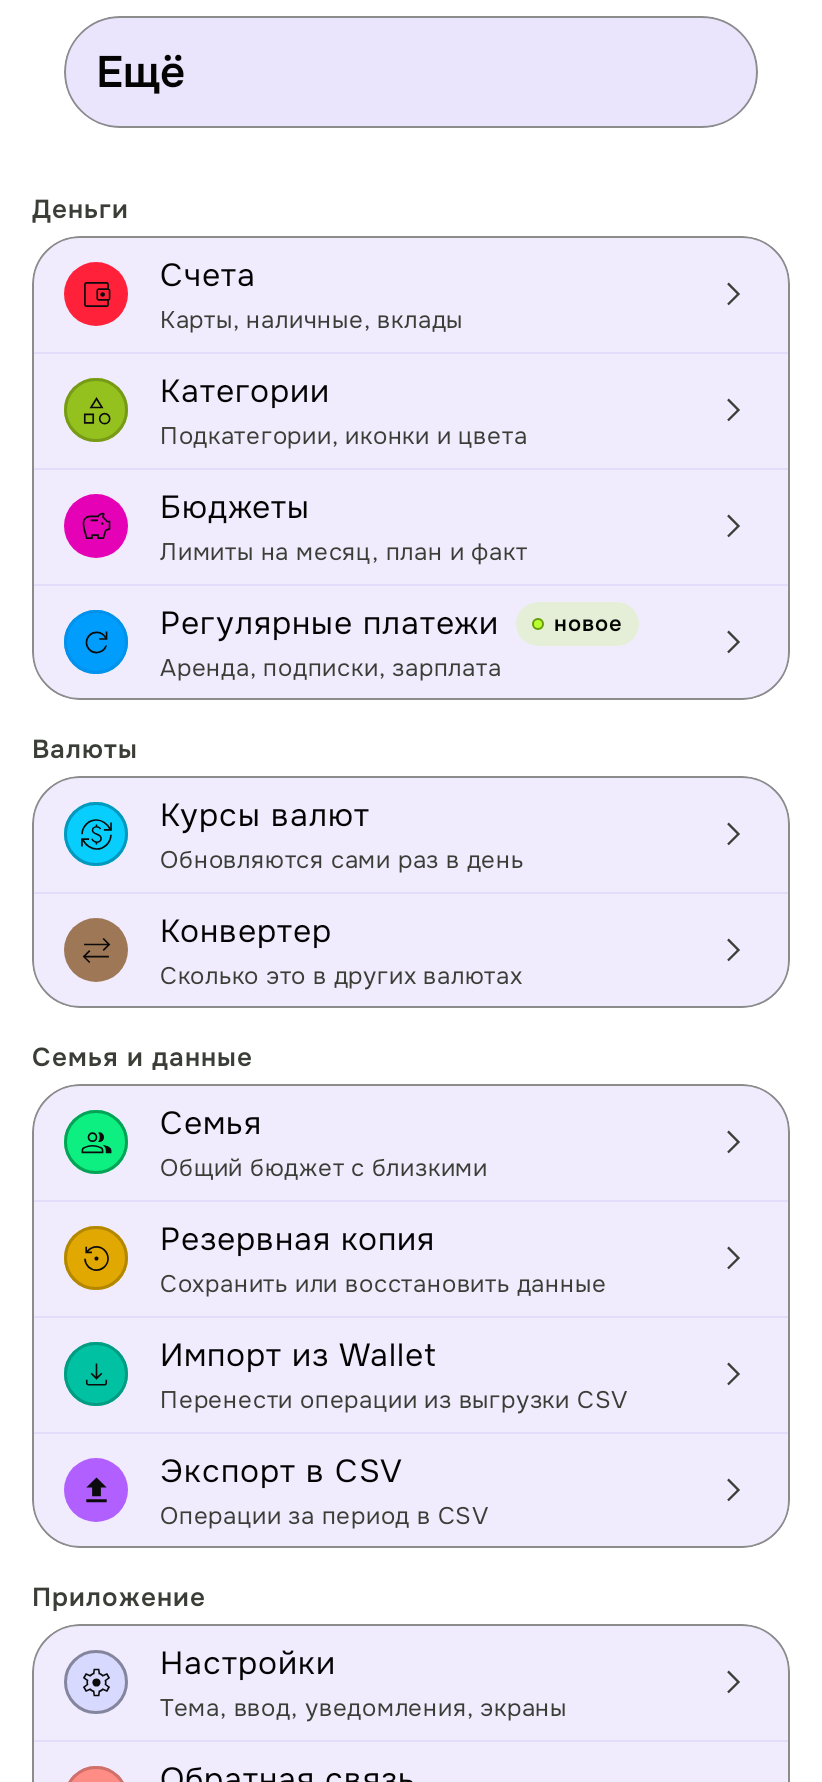 Ещё
Деньги
Счета
Карты, наличные, вклады
Категории
Подкатегории, иконки и цвета
Бюджеты
Лимиты на месяц, план и факт
Регулярные платежи новое
Аренда, подписки, зарплата
Валюты
Курсы валют
Обновляются сами раз в день
Конвертер
Сколько это в других валютах
Семья и данные
Семья
Общий бюджет с близкими
Резервная копия
Сохранить или восстановить данные
Импорт из Wallet
Перенести операции из выгрузки CSV
Экспорт в CSV
Операции за период в CSV
Приложение
Настройки
Тема, ввод, уведомления, экраны
Обратная связь